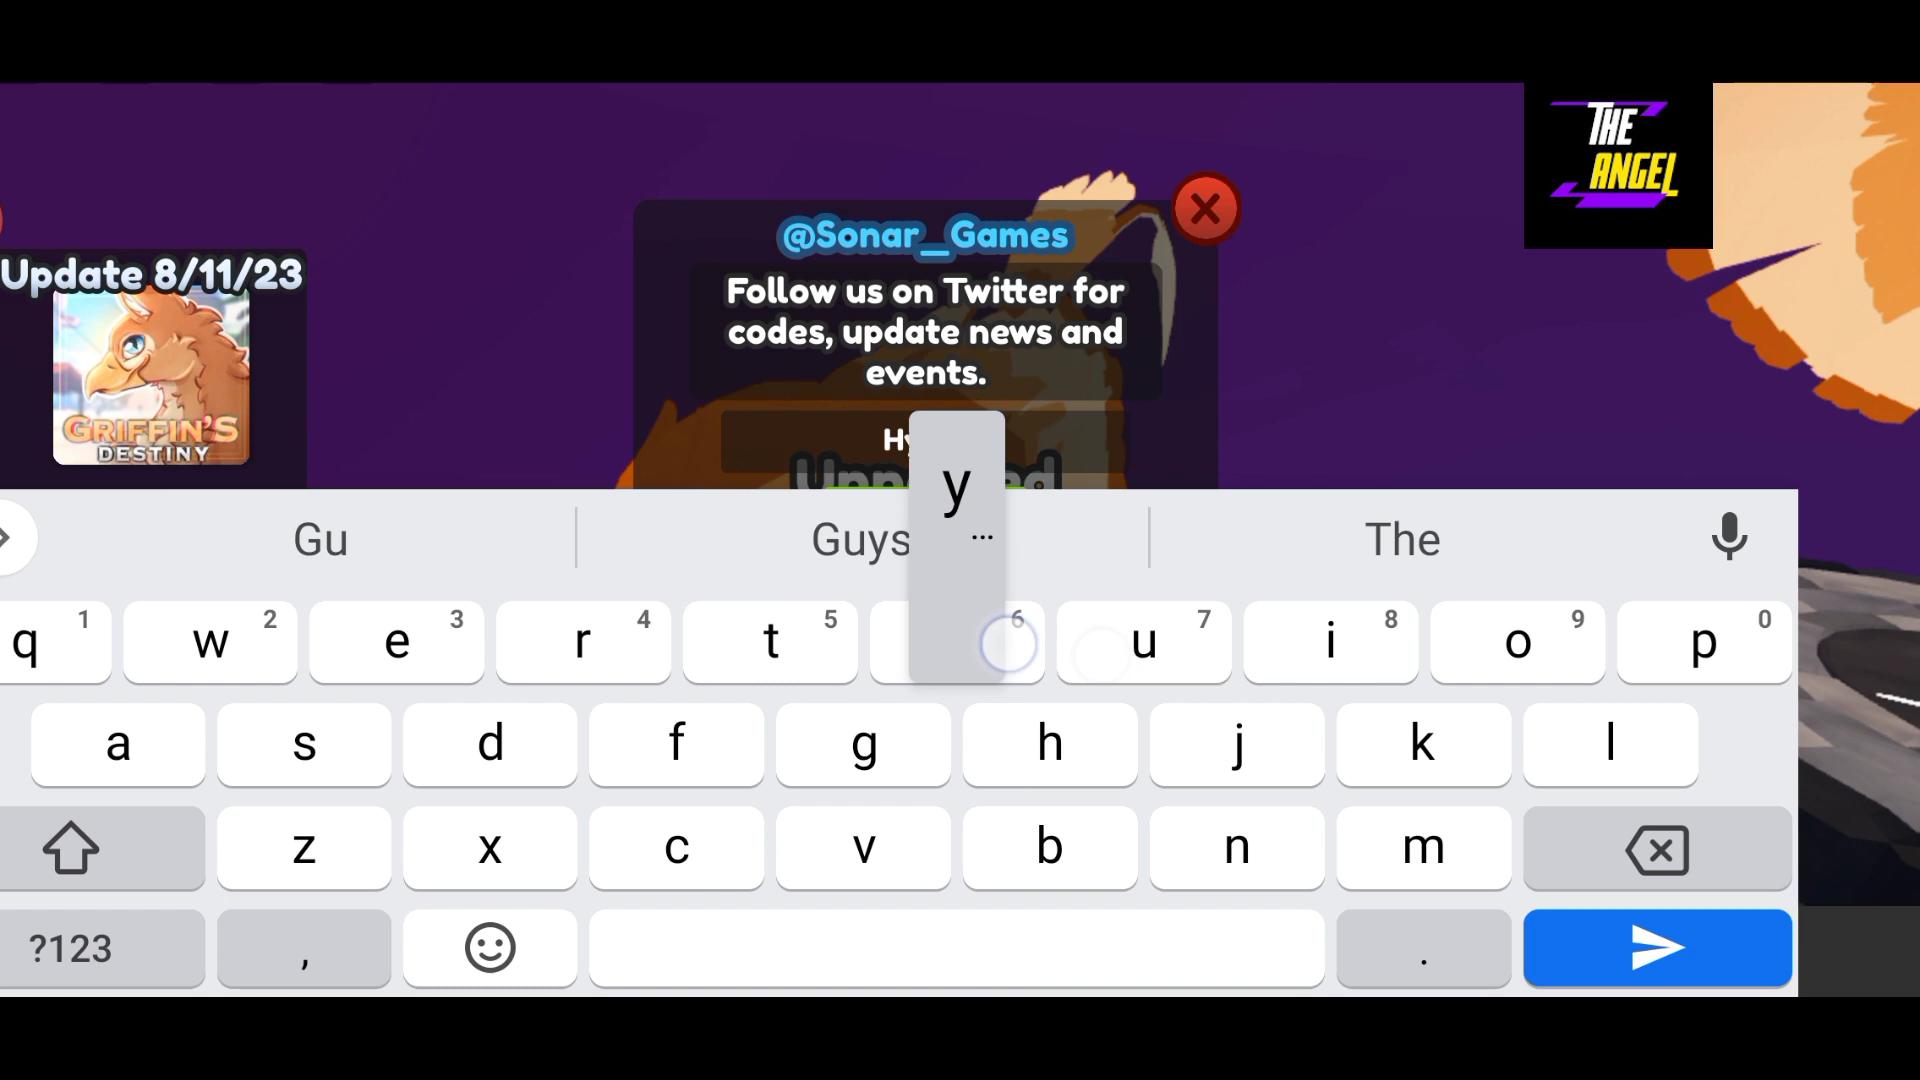 THE
ANGEL
@Sonar_Games
Follow us on Twitter for
codes, update news and
events.
Update 8/11/23
GRIFFIN'S
DESTINY
Hy
y
...
Gu
Guys
The
q 1 w 2 e 3 r 4 t 5 6 u 7 i 8 o 9 p 0
a s d f g h j k l
z x c v b n m
?123 , .